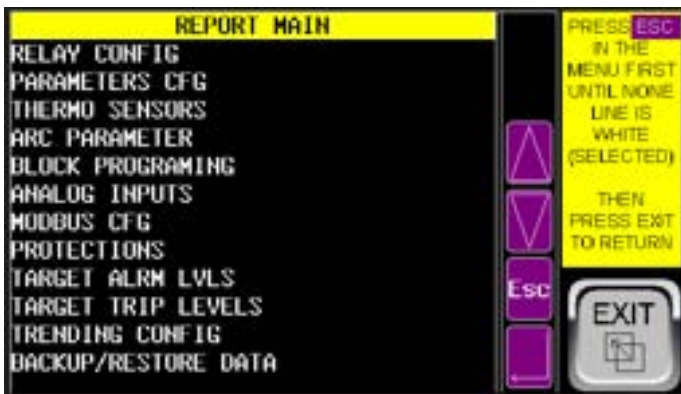 REPORT MAIN
RELAY CONFIG
PARAMETERS CFG
THERMO SENSORS
ARC PARAMETER
BLOCK PROGRAMING
ANALOG INPUTS
MODBUS CFG
PROTECTIONS
TARGET ALRM LVLS
TARGET TRIP LEVELS
TRENDING CONFIG
BACKUP/RESTORE DATA
Esc
PRESS ESC
IN THE
MENU FIRST
UNTIL NONE
LINE IS
WHITE
(SELECTED)
THEN
PRESS EXIT
TO RETURN
EXIT